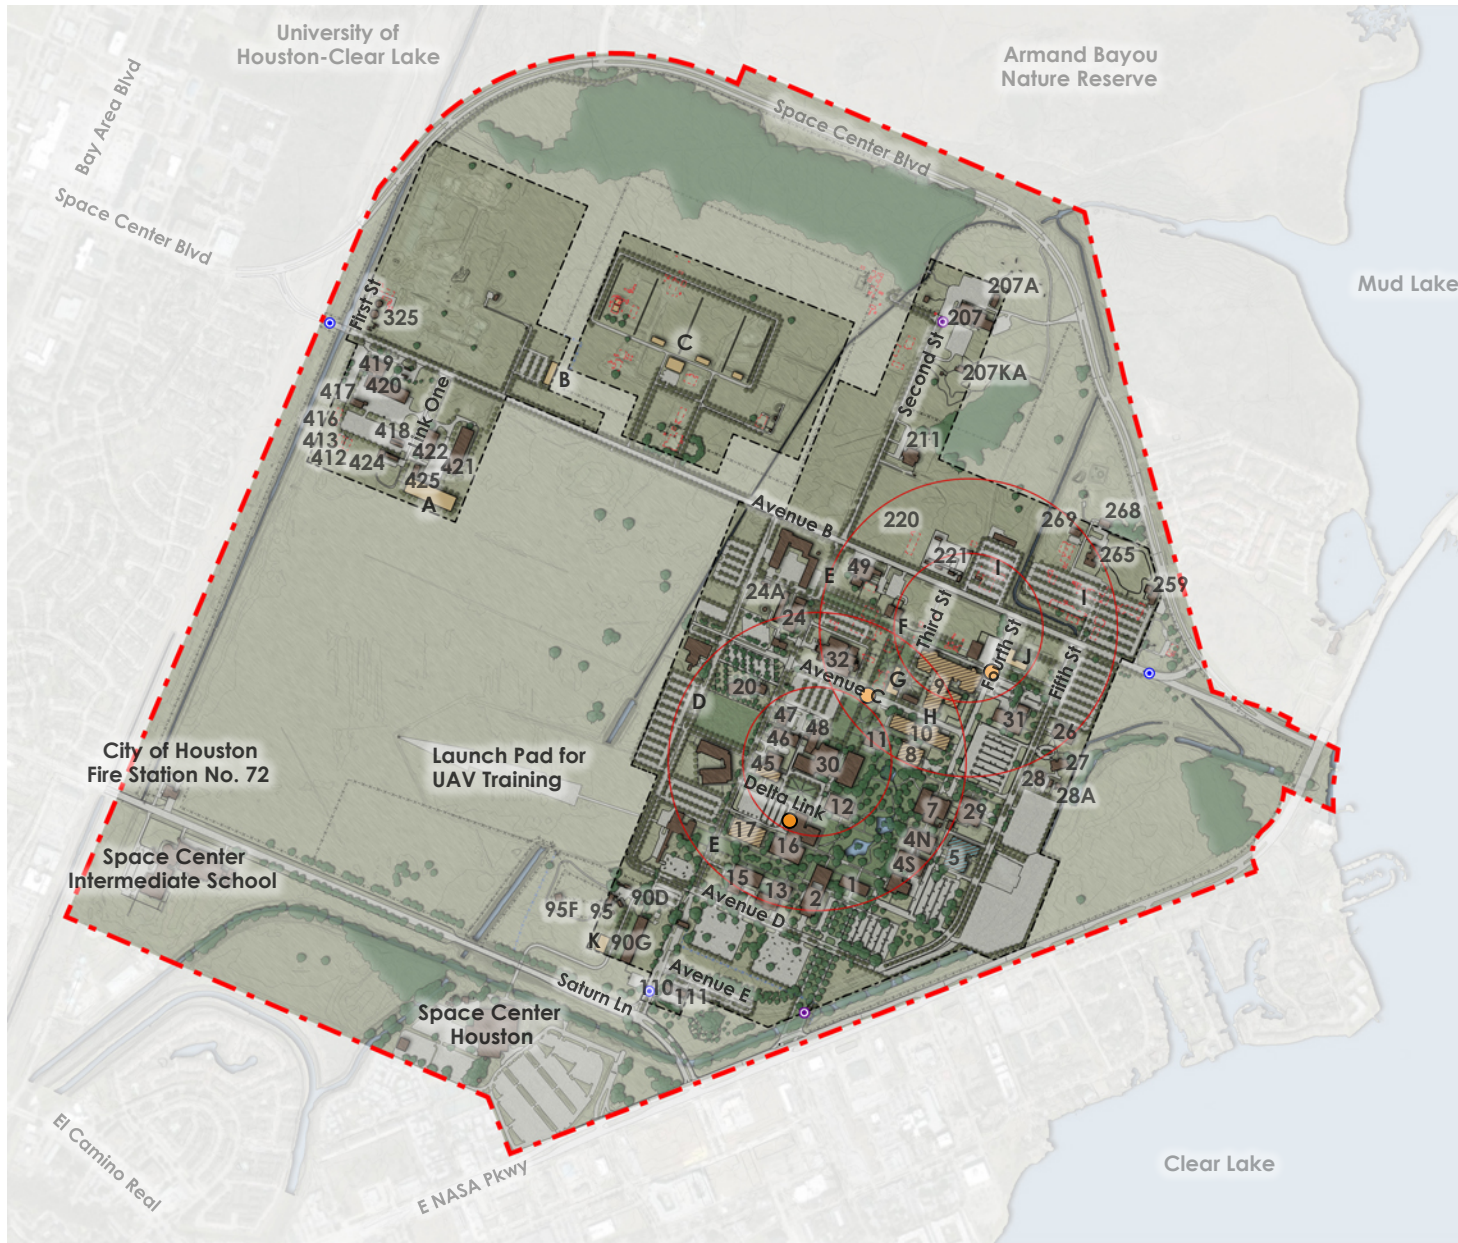 University of
Houston-Clear Lake
Armand Bayou
Nature Reserve
Bay Area Blvd
Space Center Blvd
Space Center Blvd
Mud Lake
First St
325
207A
207
Second St
207KA
C
B
419
420
417
Link One
416
418
413
422
412
424
421
425
A
211
Avenue B
220
269
268
221
265
I
I
259
E
49
24A
24
F
Third St
Fourth St
J
Fifth St
32
Avenue C
G
9
20
D
H
31
47
48
46
11
10
26
45
30
8
27
28
28A
City of Houston
Fire Station No. 72
Launch Pad for
UAV Training
Delta Link
12
7
29
17
16
4N
E
4S
5
Space Center
Intermediate School
15
13
2
1
90D
95F
95
Avenue D
K
90G
Avenue E
110
111
Saturn Ln
Space Center
Houston
El Camino Real
E NASA Pkwy
Clear Lake